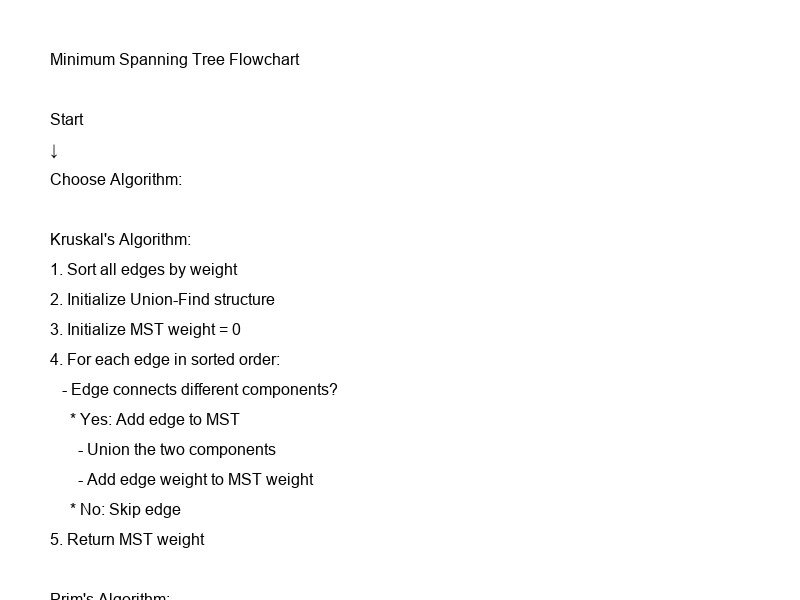 Minimum Spanning Tree Flowchart
Start
↓
Choose Algorithm:
Kruskal's Algorithm:
1. Sort all edges by weight
2. Initialize Union-Find structure
3. Initialize MST weight = 0
4. For each edge in sorted order:
- Edge connects different components?
* Yes: Add edge to MST
- Union the two components
- Add edge weight to MST weight
* No: Skip edge
5. Return MST weight
Prim's Algorithm: